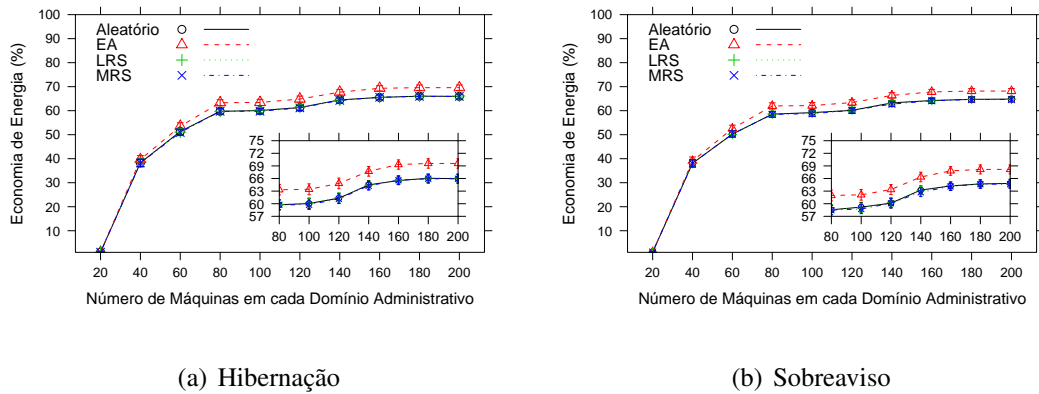 100
90
80
70
60
50
40
30
20
10
Economia de Energia (%)
Aleatório
EA
LRS
MRS
75
72
69
66
63
60
57
80 100 120 140 160 180 200
20 40 60 80 100 120 140 160 180 200
Número de Máquinas em cada Domínio Administrativo
(a) Hibernação
100
90
80
70
60
50
40
30
20
10
Economia de Energia (%)
Aleatório
EA
LRS
MRS
75
72
69
66
63
60
57
80 100 120 140 160 180 200
20 40 60 80 100 120 140 160 180 200
Número de Máquinas em cada Domínio Administrativo
(b) Sobreaviso